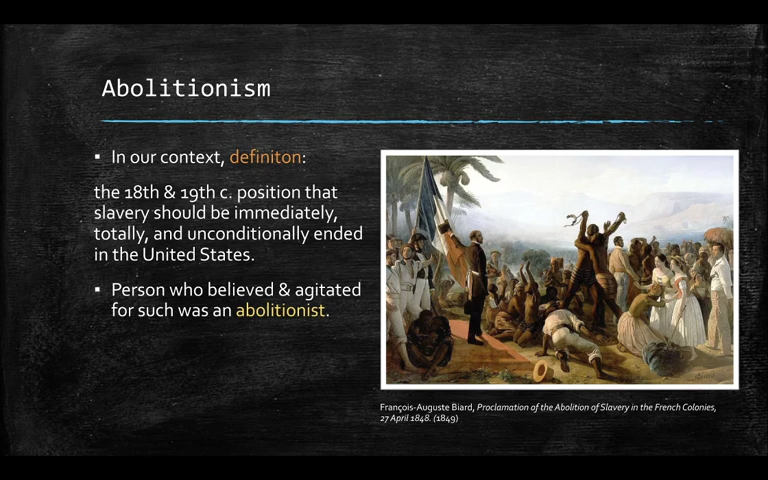 Abolitionism
▪ In our context, definiton:
the 18th & 19th c. position that
slavery should be immediately,
totally, and unconditionally ended
in the United States.
▪ Person who believed & agitated
for such was an abolitionist.
François-Auguste Biard, Proclamation of the Abolition of Slavery in the French Colonies,
27 April 1848. (1849)